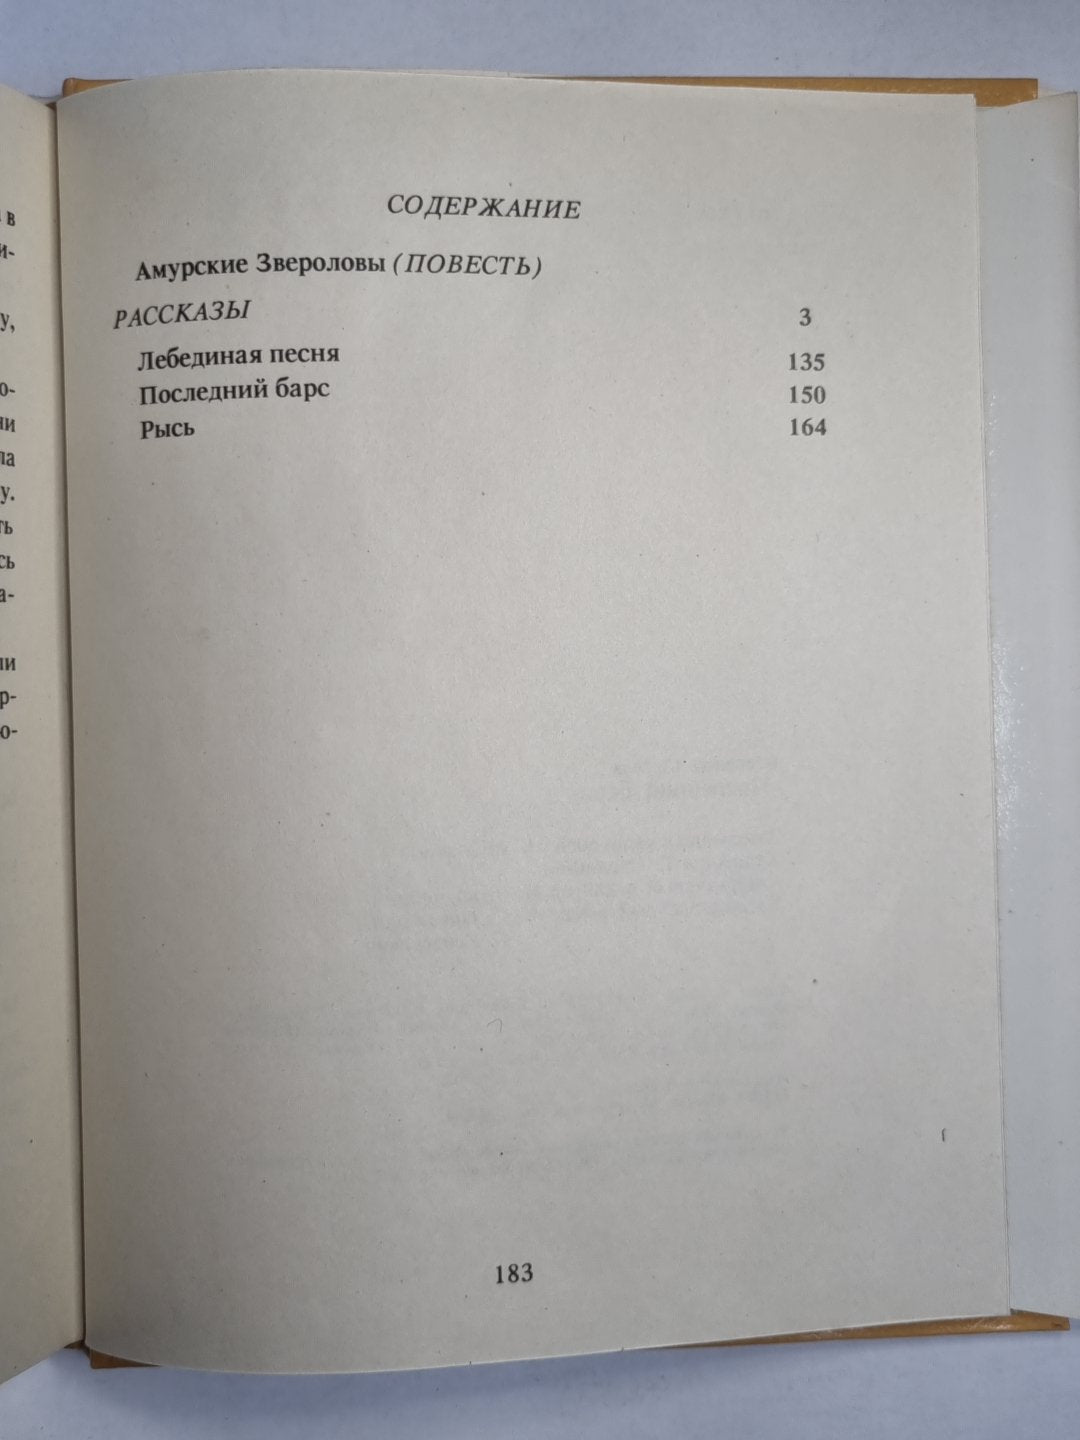 СОДЕРЖАНИЕ
Амурские Звероловы (ПОВЕСТЬ)
РАССКАЗЫ 3
Лебединая песня 135
Последний барс 150
Рысь 164
183